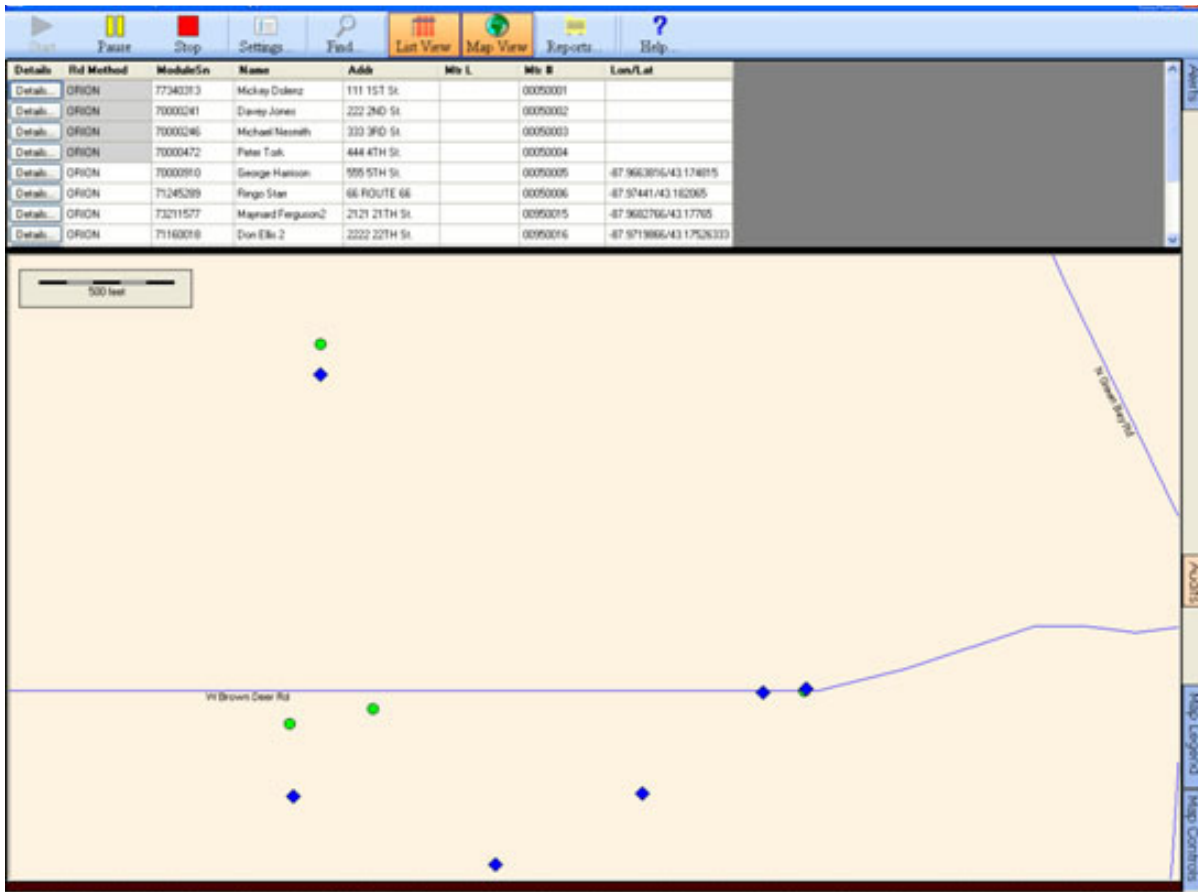 Start Pause Stop Settings... Find... List View Map View Reports... Help...
Details Rd Method ModuleSn Name Addr Mtr L Mtr # Lon/Lat
Details... ORION 77340313 Mickey Dolenz 111 1ST St. 00050001
Details... ORION 70000241 Davey Jones 222 2ND St. 00050002
Details... ORION 70000246 Michael Nesmith 333 3RD St. 00050003
Details... ORION 70000472 Peter Tork 444 4TH St. 00050004
Details... ORION 70000910 George Harrison 555 5TH St. 00050005 -87.9663816/43.174815
Details... ORION 71245289 Ringo Starr 66 ROUTE 66 00050006 -87.97441/43.182065
Details... ORION 73211577 Maynard Ferguson2 2121 21TH St. 00950015 -87.9682766/43.17765
Details... ORION 71160018 Don Ellis 2 2222 22TH St. 00950016 -87.9719866/43.17526333
Alerts
500 feet
N Green Bay Rd
Audits
W Brown Deer Rd
Map Legend
Map Controls